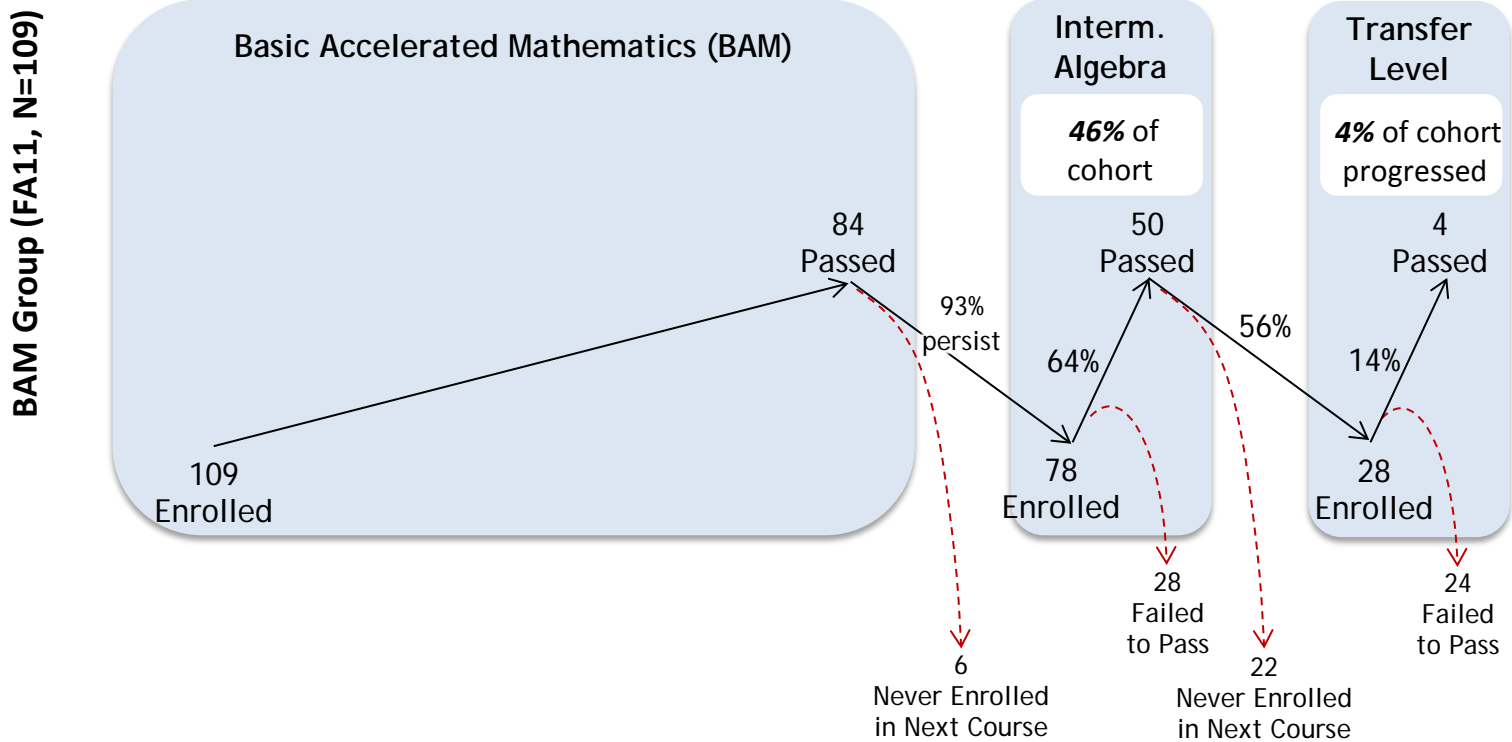 BAM Group (FA11, N=109)
Basic Accelerated Mathematics (BAM)
Interm.
Algebra
Transfer
Level
46% of
cohort
4% of cohort
progressed
84
Passed
50
Passed
4
Passed
93%
persist
64%
56%
14%
109
Enrolled
78
Enrolled
28
Enrolled
28
Failed
to Pass
24
Failed
to Pass
6
Never Enrolled
in Next Course
22
Never Enrolled
in Next Course